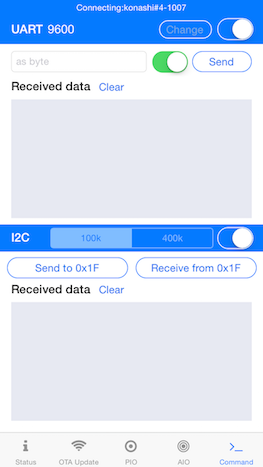 Connecting:konashi#4-1007
UART 9600 Change
as byte Send
Received data Clear
I2C 100k 400k
Send to 0x1F Receive from 0x1F
Received data Clear
Status OTA Update PIO AIO Command